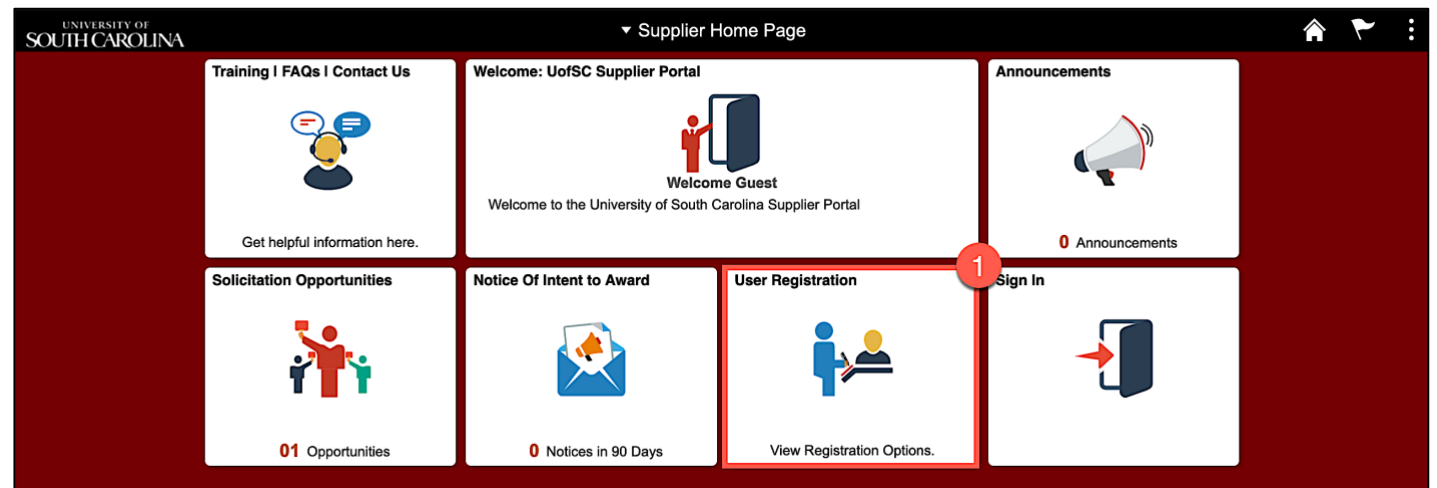 UNIVERSITY OF
SOUTH CAROLINA
Supplier Home Page
Training I FAQs I Contact Us
Get helpful information here.
Welcome: UofSC Supplier Portal
Welcome Guest
Welcome to the University of South Carolina Supplier Portal
Announcements
0 Announcements
Solicitation Opportunities
01 Opportunities
Notice Of Intent to Award
0 Notices in 90 Days
User Registration
View Registration Options.
1
Sign In